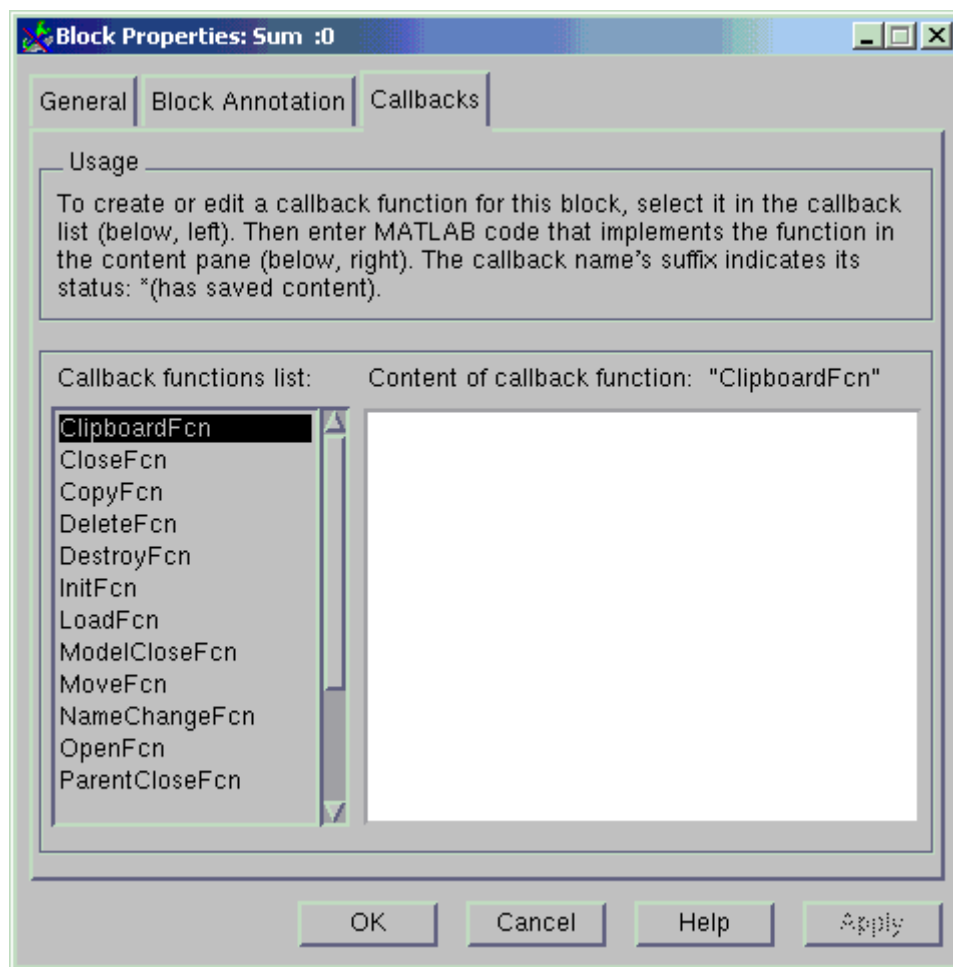 Block Properties: Sum :0
General Block Annotation Callbacks
Usage
To create or edit a callback function for this block, select it in the callback
list (below, left). Then enter MATLAB code that implements the function in
the content pane (below, right). The callback name's suffix indicates its
status: *(has saved content).
Callback functions list: Content of callback function: "ClipboardFcn"
ClipboardFcn
CloseFcn
CopyFcn
DeleteFcn
DestroyFcn
InitFcn
LoadFcn
ModelCloseFcn
MoveFcn
NameChangeFcn
OpenFcn
ParentCloseFcn
OK Cancel Help Apply